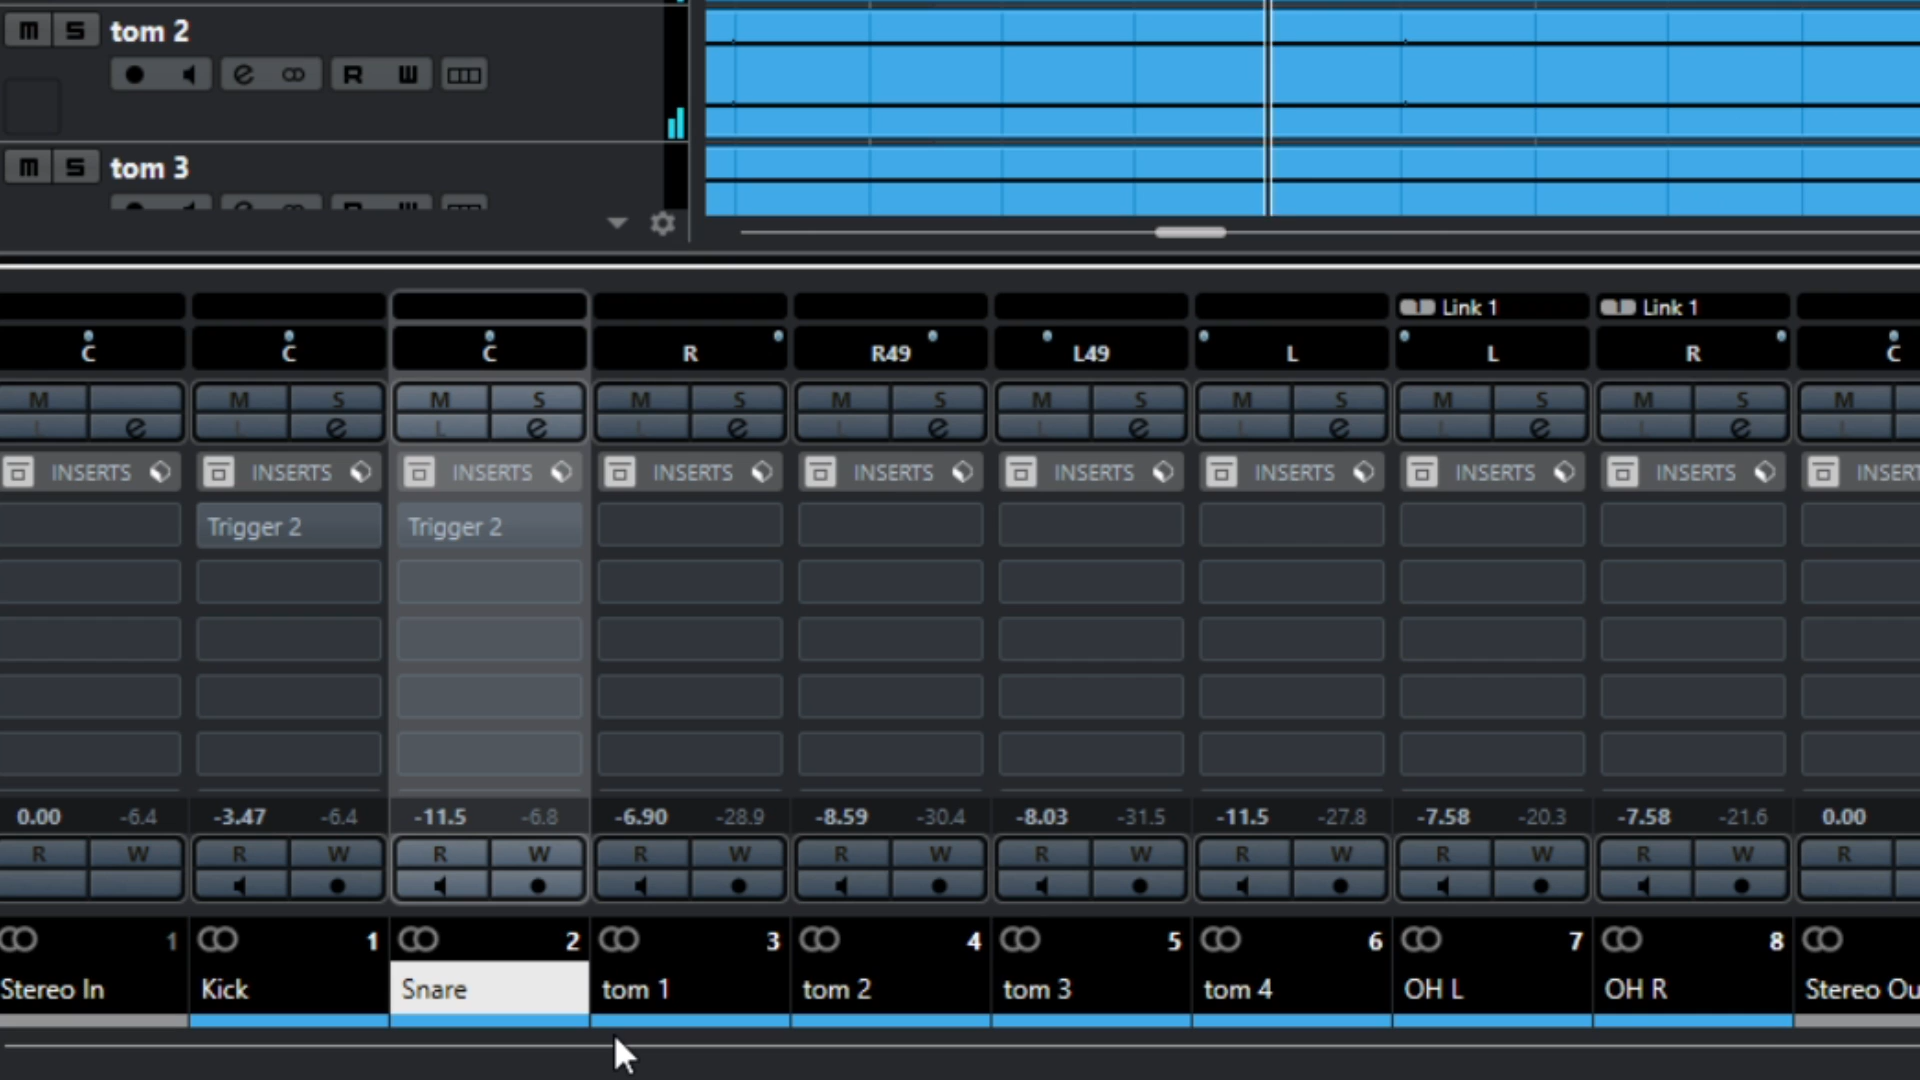 M S tom 2
e R W
M S tom 3
Link 1 Link 1
C C C R R49 L49 L L R C
M M S M S M S M S M S M S M S M S M
L e L e L e L e L e L e L e L e L e L
INSERTS INSERTS INSERTS INSERTS INSERTS INSERTS INSERTS INSERTS INSERTS INSERT
Trigger 2 Trigger 2
0.00 -6.4 -3.47 -6.4 -11.5 -6.8 -6.90 -28.9 -8.59 -30.4 -8.03 -31.5 -11.5 -27.8 -7.58 -20.3 -7.58 -21.6 0.00
R W R W R W R W R W R W R W R W R W R
1 1 2 3 4 5 6 7 8
Stereo In Kick Snare tom 1 tom 2 tom 3 tom 4 OH L OH R Stereo Ou